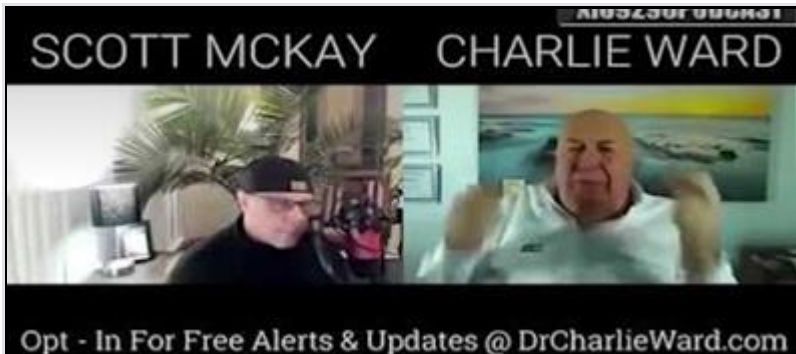 SCOTT MCKAY
CHARLIE WARD
Opt - In For Free Alerts & Updates @ DrCharlieWard.com